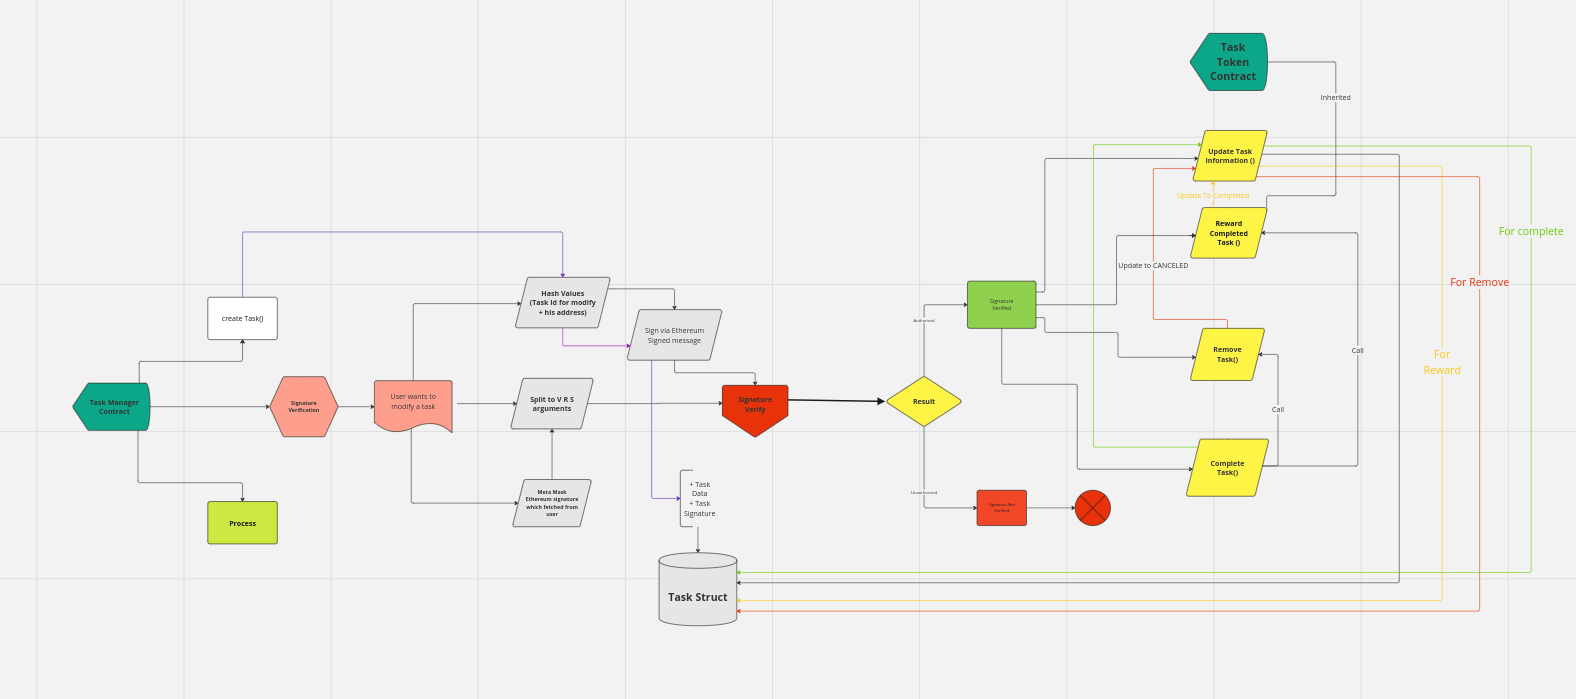 Task
Token
Contract
Inherited
Update Task
information ()
Update To Completed
Reward
Completed
Task ()
For complete
Update to CANCELED
For Remove
create Task()
Hash Values
(Task Id for modify
+ his address)
Sign via Ethereum
Signed message
Signature
Verified
Authorized
Remove
Task()
Call
For
Reward
Task Manager
Contract
Signature
Verification
User wants to
modify a task
Split to V R S
arguments
Signature
Verify
Result
Call
Complete
Task()
Meta Mask
Ethereum signature
which fetched from
user
+ Task
Data
+ Task
Signature
Unauthorized
Signature Not
Verified
Process
Task Struct